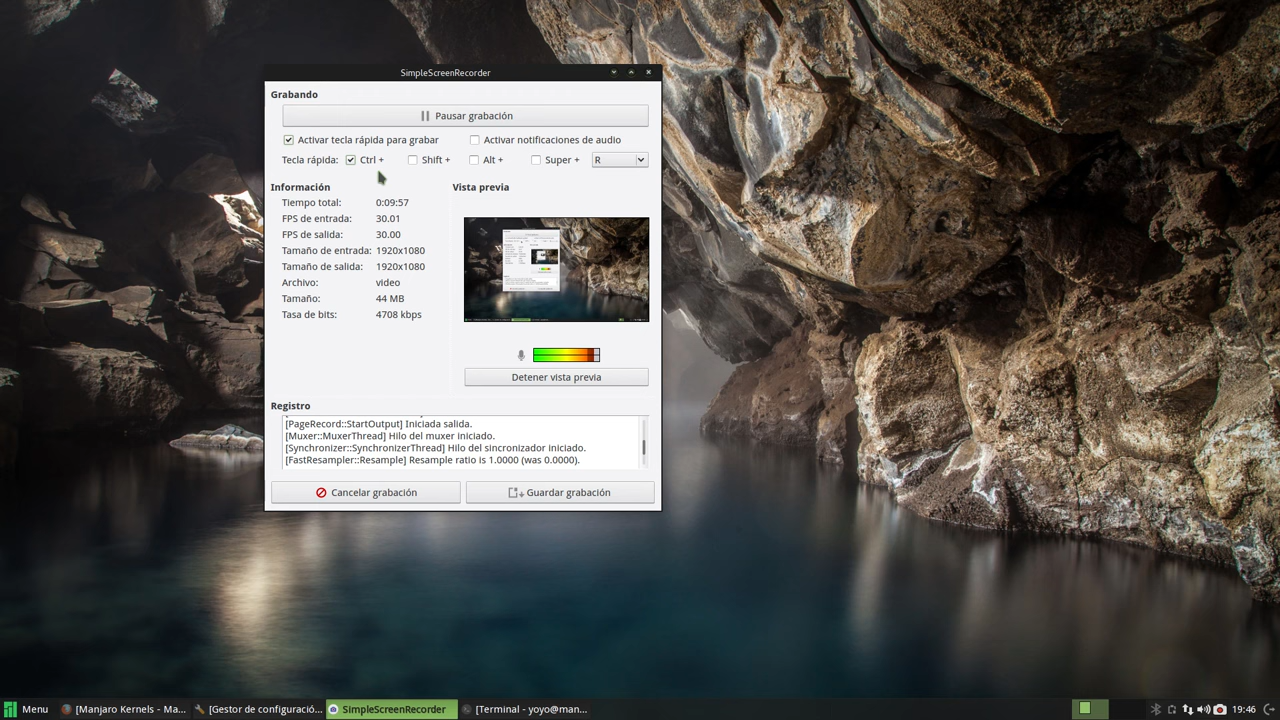 SimpleScreenRecorder
Grabando
Pausar grabación
Activar tecla rápida para grabar
Activar notificaciones de audio
Tecla rápida: Ctrl + Shift + Alt + Super + R
Información
Vista previa
Tiempo total: 0:09:57
FPS de entrada: 30.01
FPS de salida: 30.00
Tamaño de entrada: 1920x1080
Tamaño de salida: 1920x1080
Archivo: video
Tamaño: 44 MB
Tasa de bits: 4708 kbps
Detener vista previa
Registro
[PageRecord::StartOutput] Iniciada salida.
[Muxer::MuxerThread] Hilo del muxer iniciado.
[Synchronizer::SynchronizerThread] Hilo del sincronizador iniciado.
[FastResampler::Resample] Resample ratio is 1.0000 (was 0.0000).
Cancelar grabación
Guardar grabación
Menu
[Manjaro Kernels - Ma...
[Gestor de configuració...
SimpleScreenRecorder
[Terminal - yoyo@man...
19:46